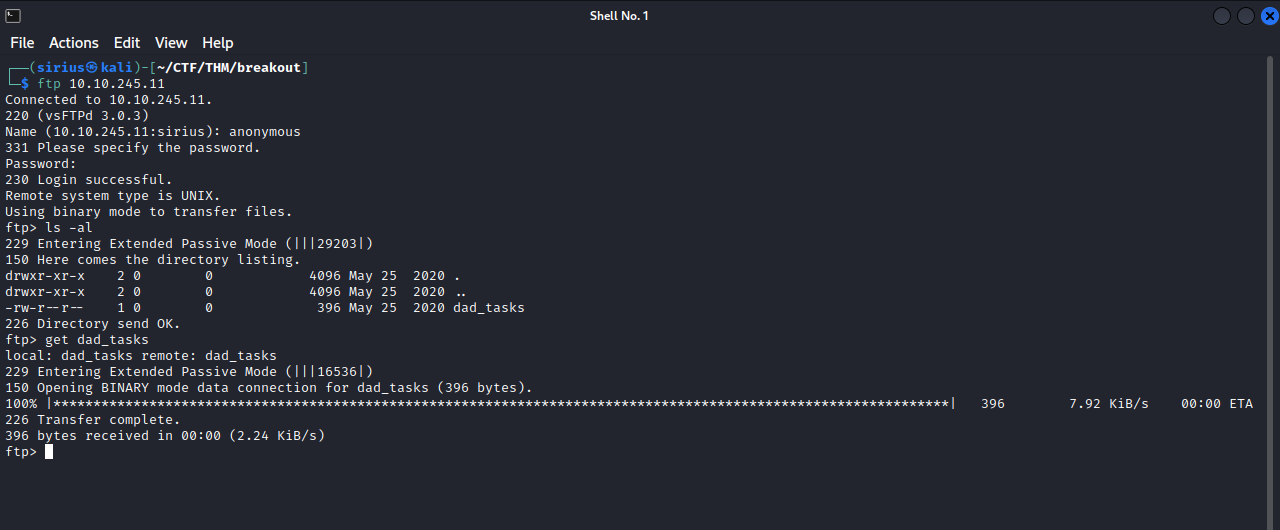 Shell No. 1
File Actions Edit View Help
┌──(sirius㉿kali)-[~/CTF/THM/breakout]
└─$ ftp 10.10.245.11
Connected to 10.10.245.11.
220 (vsFTPd 3.0.3)
Name (10.10.245.11:sirius): anonymous
331 Please specify the password.
Password:
230 Login successful.
Remote system type is UNIX.
Using binary mode to transfer files.
ftp> ls -al
229 Entering Extended Passive Mode (|||29203|)
150 Here comes the directory listing.
drwxr-xr-x    2 0        0            4096 May 25  2020 .
drwxr-xr-x    2 0        0            4096 May 25  2020 ..
-rw-r--r--    1 0        0             396 May 25  2020 dad_tasks
226 Directory send OK.
ftp> get dad_tasks
local: dad_tasks remote: dad_tasks
229 Entering Extended Passive Mode (|||16536|)
150 Opening BINARY mode data connection for dad_tasks (396 bytes).
100% |*****************************************************************************************************************|   396        7.92 KiB/s    00:00 ETA
226 Transfer complete.
396 bytes received in 00:00 (2.24 KiB/s)
ftp>